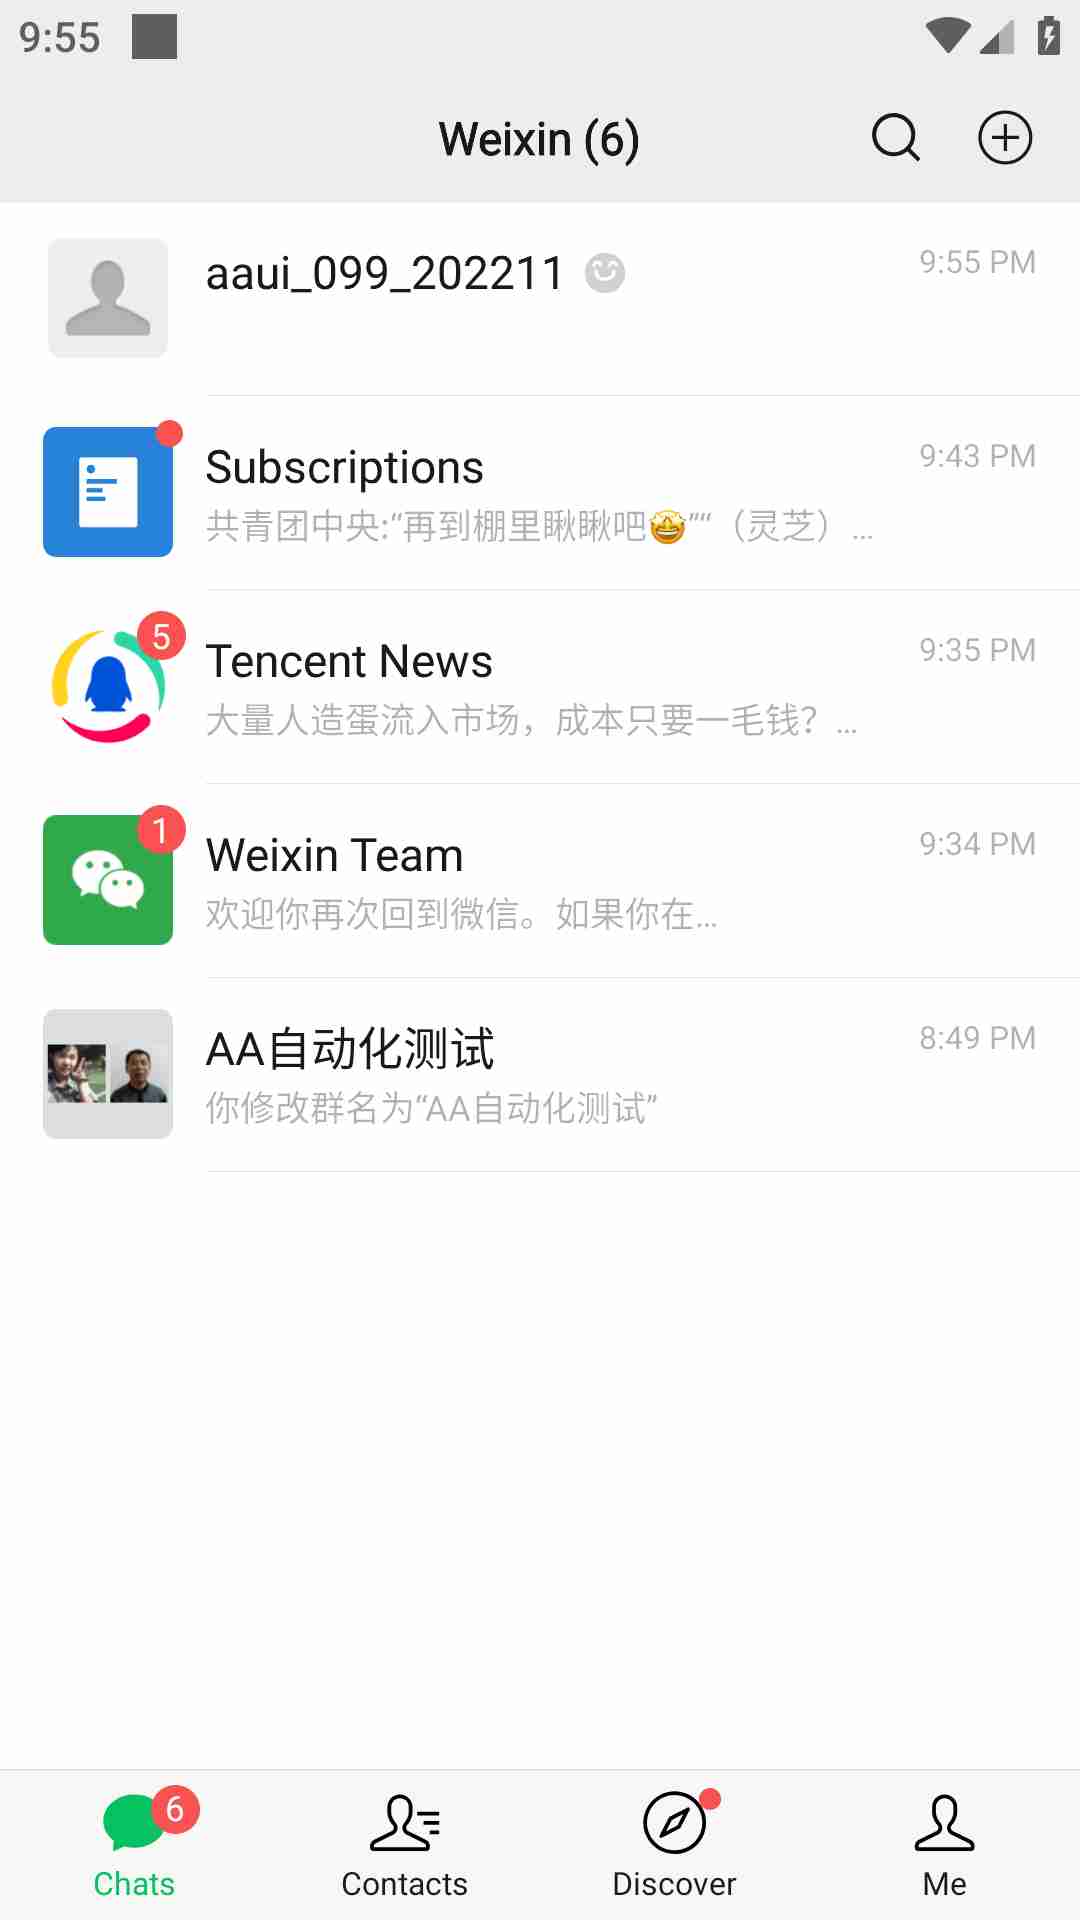 9:55
Weixin (6)
aaui_099_202211
9:55 PM
Subscriptions
9:43 PM
共青团中央:“再到棚里瞅瞅吧🤩”“（灵芝）...
5
Tencent News
9:35 PM
大量人造蛋流入市场，成本只要一毛钱？...
1
Weixin Team
9:34 PM
欢迎你再次回到微信。如果你在...
AA自动化测试
8:49 PM
你修改群名为“AA自动化测试”
6
Chats
Contacts
Discover
Me